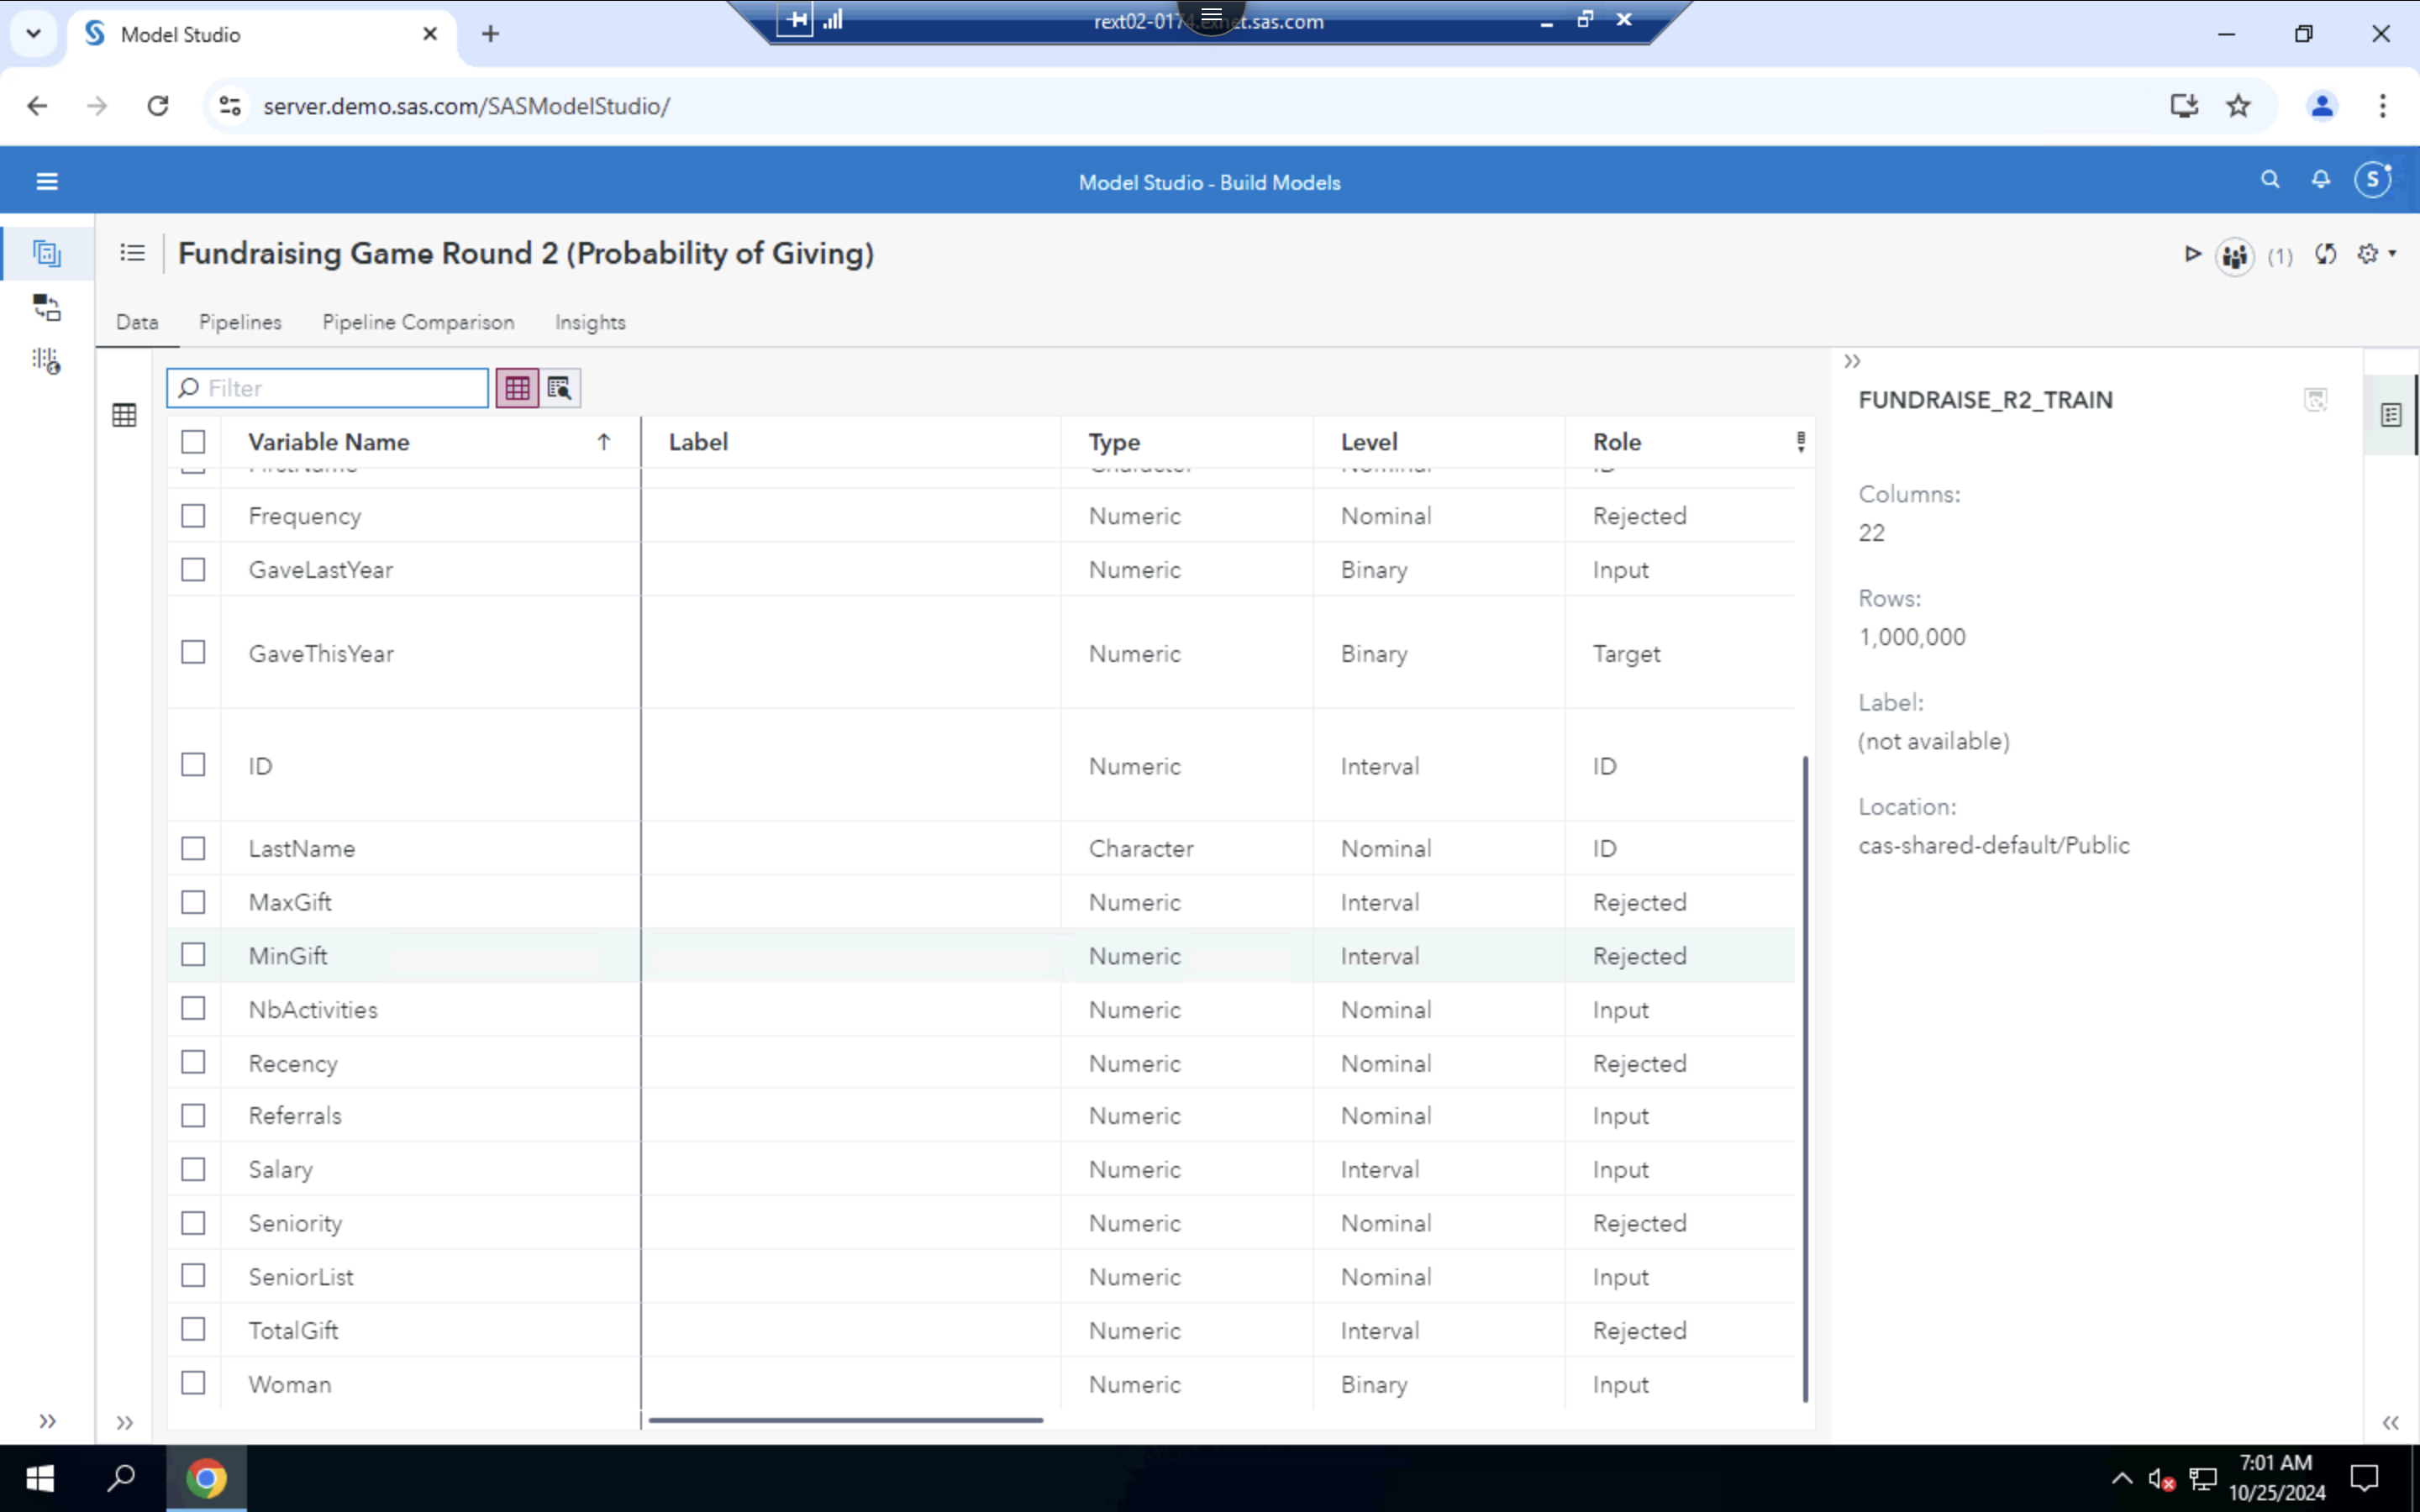 Model Studio
rext02-0174.exnet.sas.com
server.demo.sas.com/SASModelStudio/
Model Studio - Build Models
S
Fundraising Game Round 2 (Probability of Giving)
(1)
Data Pipelines Pipeline Comparison Insights
Filter
Variable Name Label Type Level Role
FirstName Character Nominal ID
Frequency Numeric Nominal Rejected
GaveLastYear Numeric Binary Input
GaveThisYear Numeric Binary Target
ID Numeric Interval ID
LastName Character Nominal ID
MaxGift Numeric Interval Rejected
MinGift Numeric Interval Rejected
NbActivities Numeric Nominal Input
Recency Numeric Nominal Rejected
Referrals Numeric Nominal Input
Salary Numeric Interval Input
Seniority Numeric Nominal Rejected
SeniorList Numeric Nominal Input
TotalGift Numeric Interval Rejected
Woman Numeric Binary Input
FUNDRAISE_R2_TRAIN
Columns:
22
Rows:
1,000,000
Label:
(not available)
Location:
cas-shared-default/Public
7:01 AM
10/25/2024